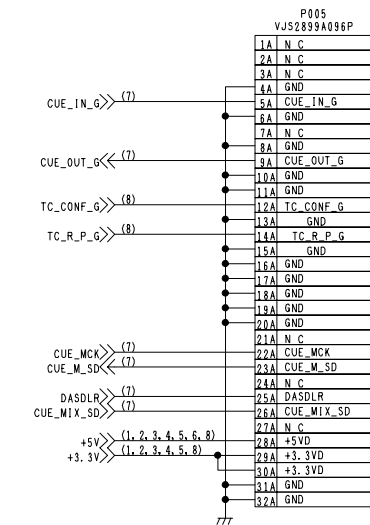 P005
VJS2899A096P
1A N C
2A N C
3A N C
4A GND
CUE_IN_G (7) 5A CUE_IN_G
6A GND
7A N C
8A GND
CUE_OUT_G (7) 9A CUE_OUT_G
10A GND
11A GND
TC_CONF_G (8) 12A TC_CONF_G
13A GND
TC_R_P_G (8) 14A TC_R_P_G
15A GND
16A GND
17A GND
18A GND
19A GND
20A GND
21A N C
CUE_MCK (7) 22A CUE_MCK
CUE_M_SD (7) 23A CUE_M_SD
24A N C
DASDLR (7) 25A DASDLR
CUE_MIX_SD (7) 26A CUE_MIX_SD
27A N C
+5V (1, 2, 3, 4, 5, 6, 8) 28A +5VD
+3. 3V (1, 2, 3, 4, 5, 8) 29A +3. 3VD
30A +3. 3VD
31A GND
32A GND